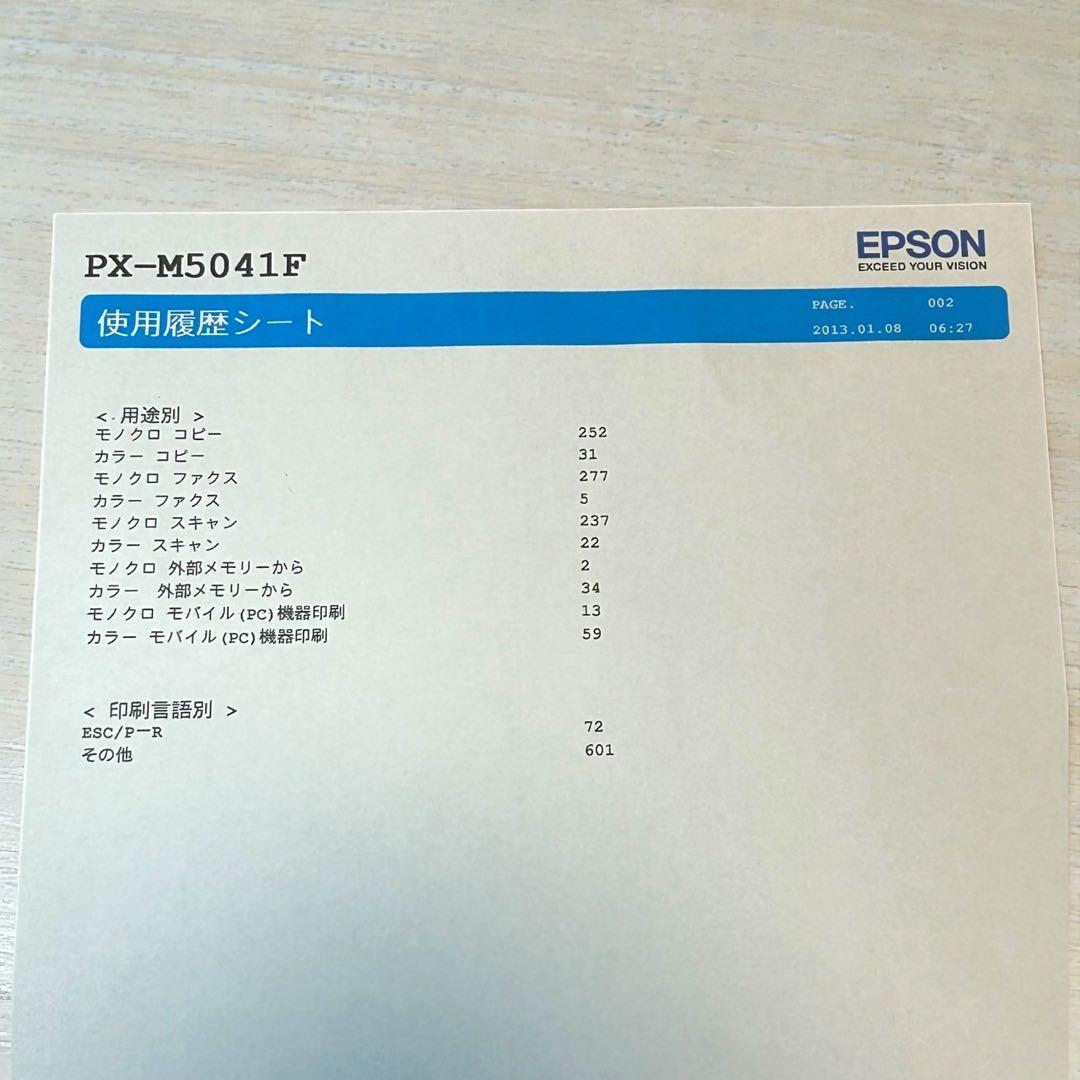 PX-M5041F
EPSON
EXCEED YOUR VISION
使用履歴シート
PAGE. 002
2013.01.08 06:27
< 用途別 >
モノクロ コピー 252
カラー コピー 31
モノクロ ファクス 277
カラー ファクス 5
モノクロ スキャン 237
カラー スキャン 22
モノクロ 外部メモリーから 2
カラー 外部メモリーから 34
モノクロ モバイル(PC)機器印刷 13
カラー モバイル(PC)機器印刷 59
< 印刷言語別 >
ESC/P-R 72
その他 601